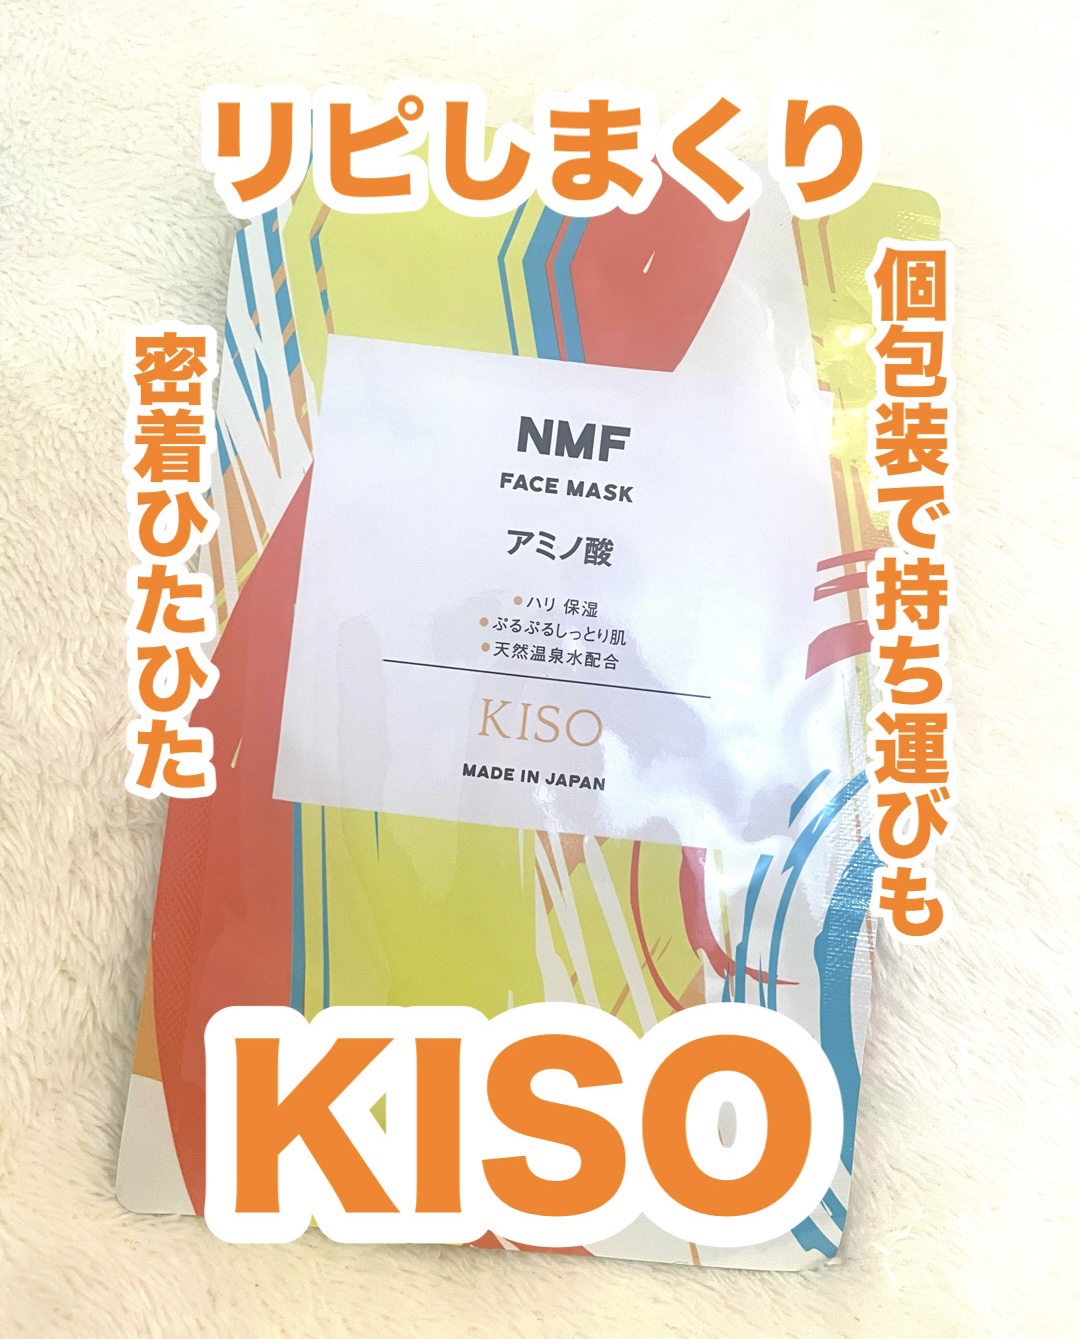 リピしまくり
個包装で持ち運びも
密着ひたひた
NMF
FACE MASK
アミノ酸
● ハリ 保湿
● ぷるぷるしっとり肌
● 天然温泉水配合
KISO
MADE IN JAPAN
KISO